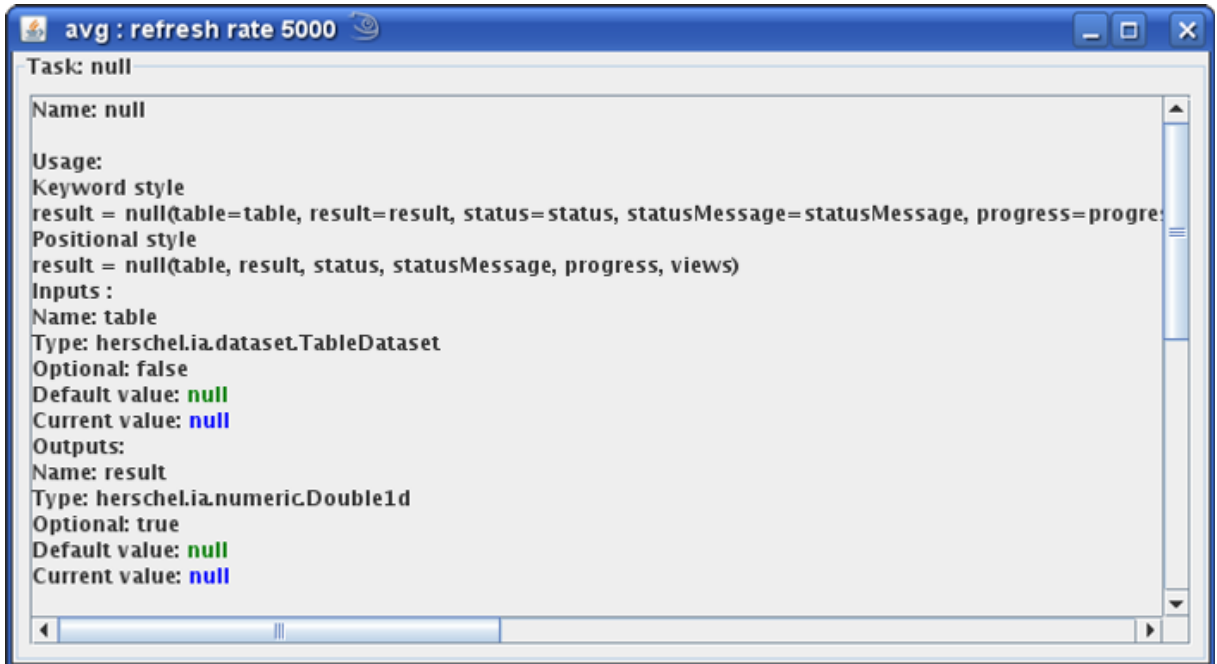 avg : refresh rate 5000
Task: null
Name: null
Usage:
Keyword style
result = null(table=table, result=result, status=status, statusMessage=statusMessage, progress=progre
Positional style
result = null(table, result, status, statusMessage, progress, views)
Inputs :
Name: table
Type: herschel.ia.dataset.TableDataset
Optional: false
Default value: null
Current value: null
Outputs:
Name: result
Type: herschel.ia.numeric.Double1d
Optional: true
Default value: null
Current value: null